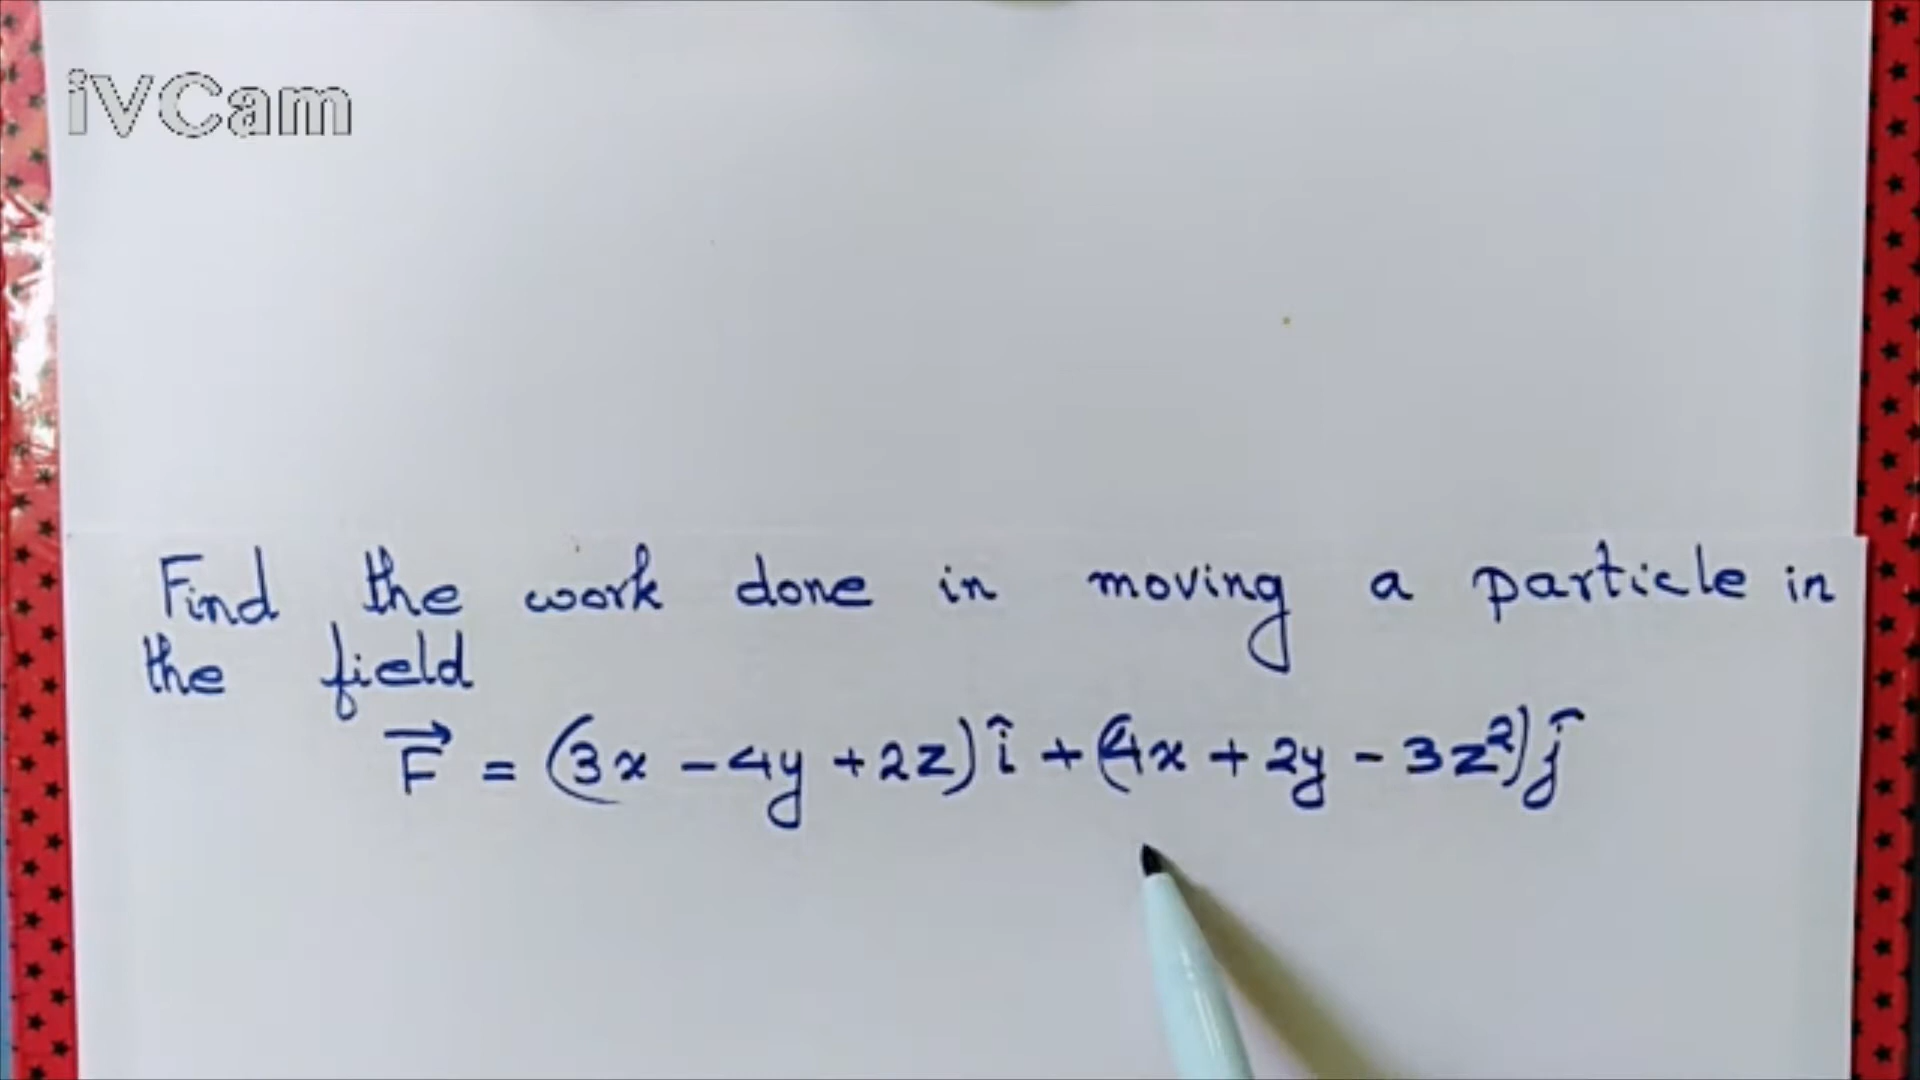 iVCam
Find the work done in moving a particle in
the field
F⃗ = (3x - 4y + 2z) î + (4x + 2y - 3z²) ĵ